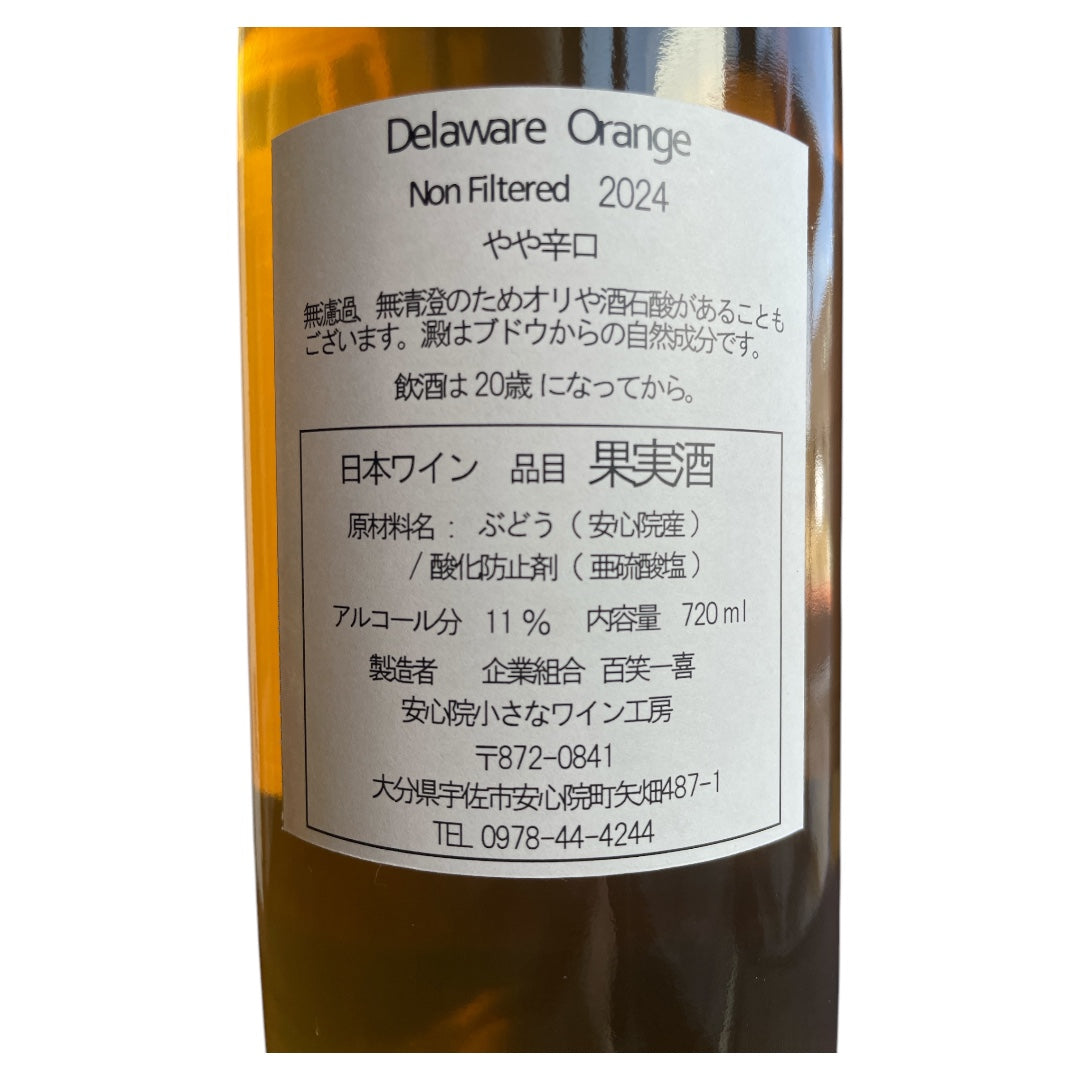 Delaware Orange
Non Filtered 2024
やや辛口
無濾過、無清澄のためオリや酒石酸があることも
ございます。澱はブドウからの自然成分です。
飲酒は20歳になってから。
日本ワイン 品目 果実酒
原材料名： ぶどう（安心院産）
/ 酸化防止剤（亜硫酸塩）
アルコール分 11% 内容量 720ml
製造者 企業組合 百笑一喜
安心院小さなワイン工房
〒872-0841
大分県宇佐市安心院町矢畑487-1
TEL 0978-44-4244